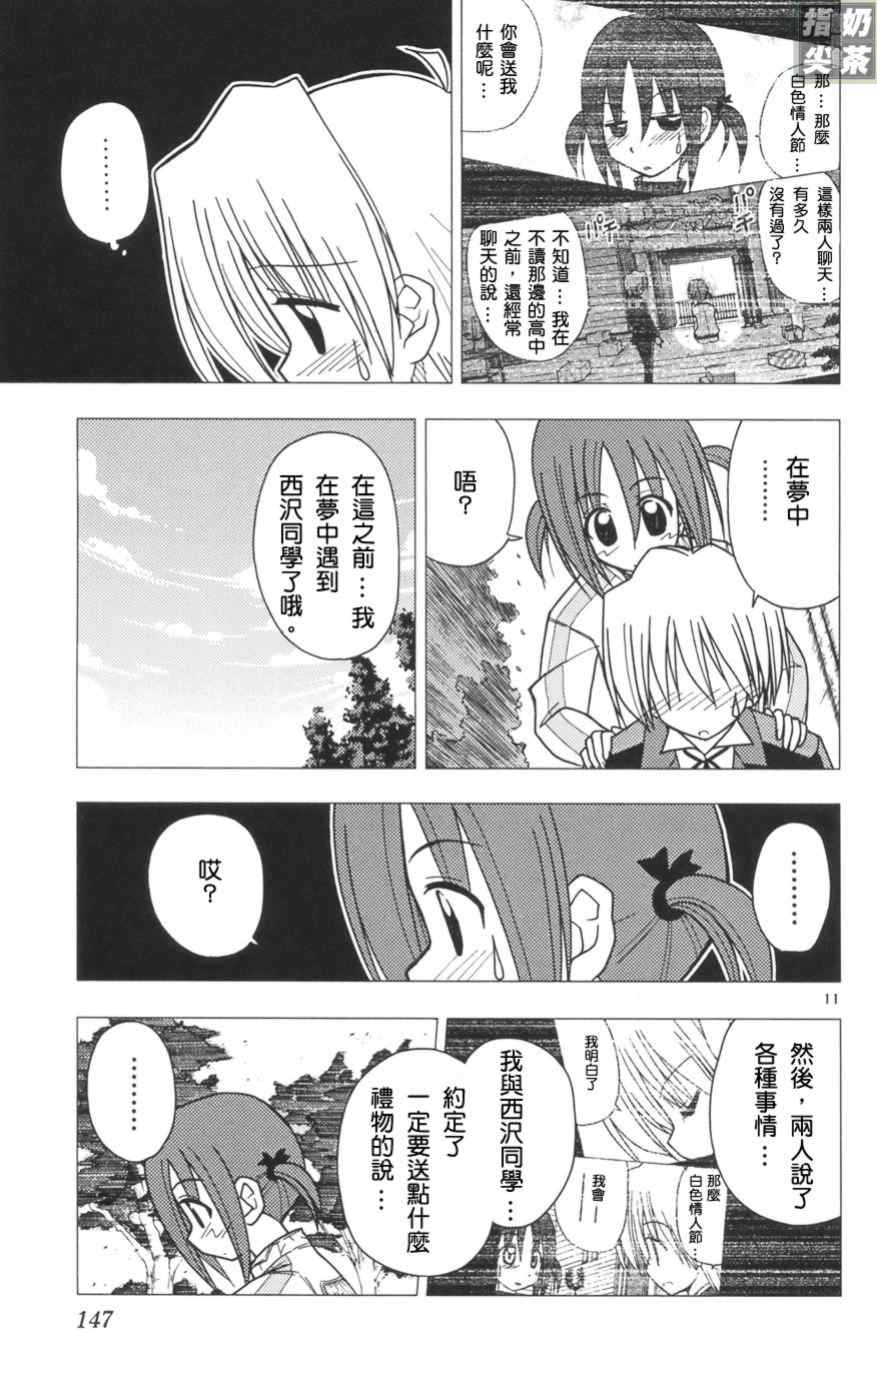 奶茶
指尖
那…那麼
白色情人節…
你會送我
什麼呢…
這樣兩人聊天…
有多久
沒有過了?
パチ
パチ
不知道…我在
不讀那邊的高中
之前,還經常
聊天的說…
………
在夢中
………
唔?
在這之前…我
在夢中遇到
西沢同學了哦。
………
哎?
11
然後,兩人說了
各種事情…
我明白了
那麼
白色情人節…
我會——
我與西沢同學…
約定了
一定要送點什麼
禮物的說…
………
147